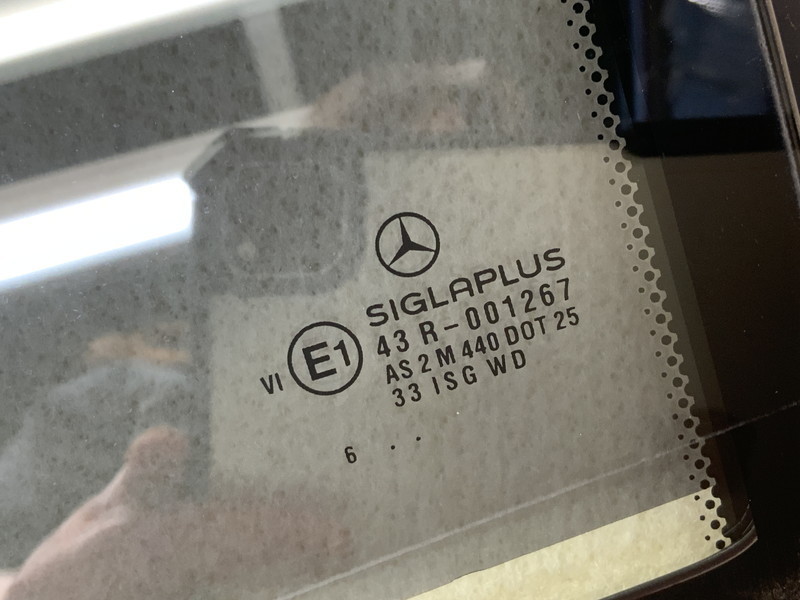 SIGLAPLUS
VI E1 43 R-001267
AS 2 M 440 DOT 25
33 ISG WD
6 . .